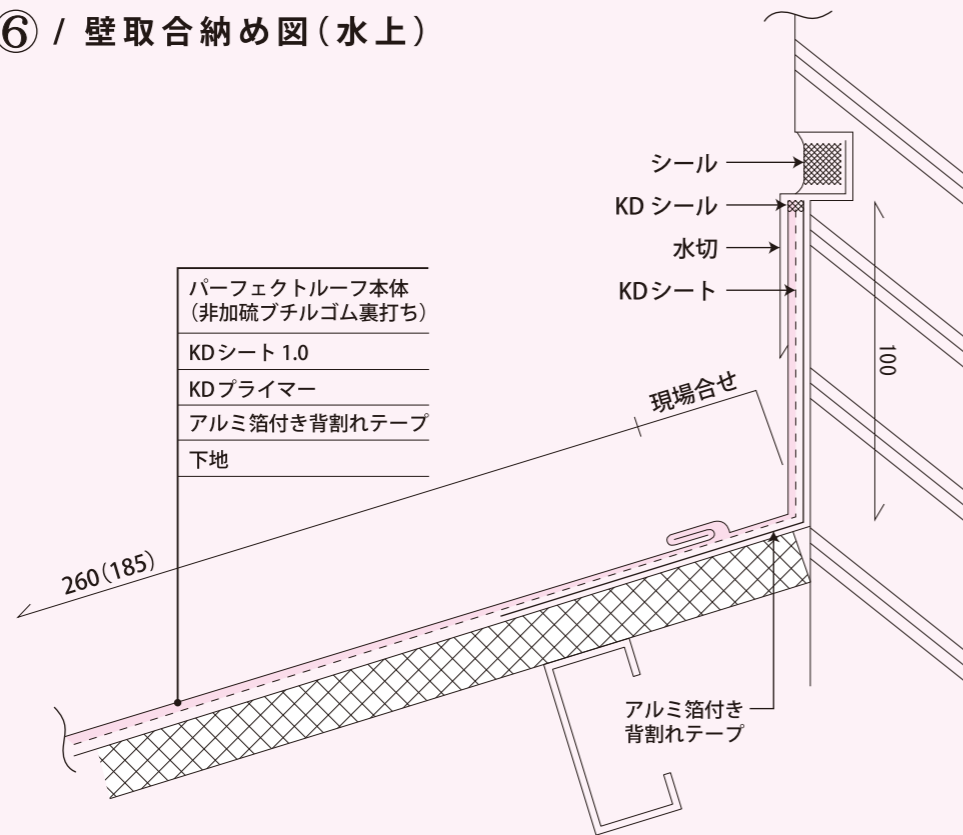 ⑥ / 壁取合納め図(水上)
シール
KD シール
水切
KDシート
パーフェクトルーフ本体
(非加硫ブチルゴム裏打ち)
KDシート 1.0
KDプライマー
アルミ箔付き背割れテープ
下地
100
現場合せ
260(185)
アルミ箔付き
背割れテープ